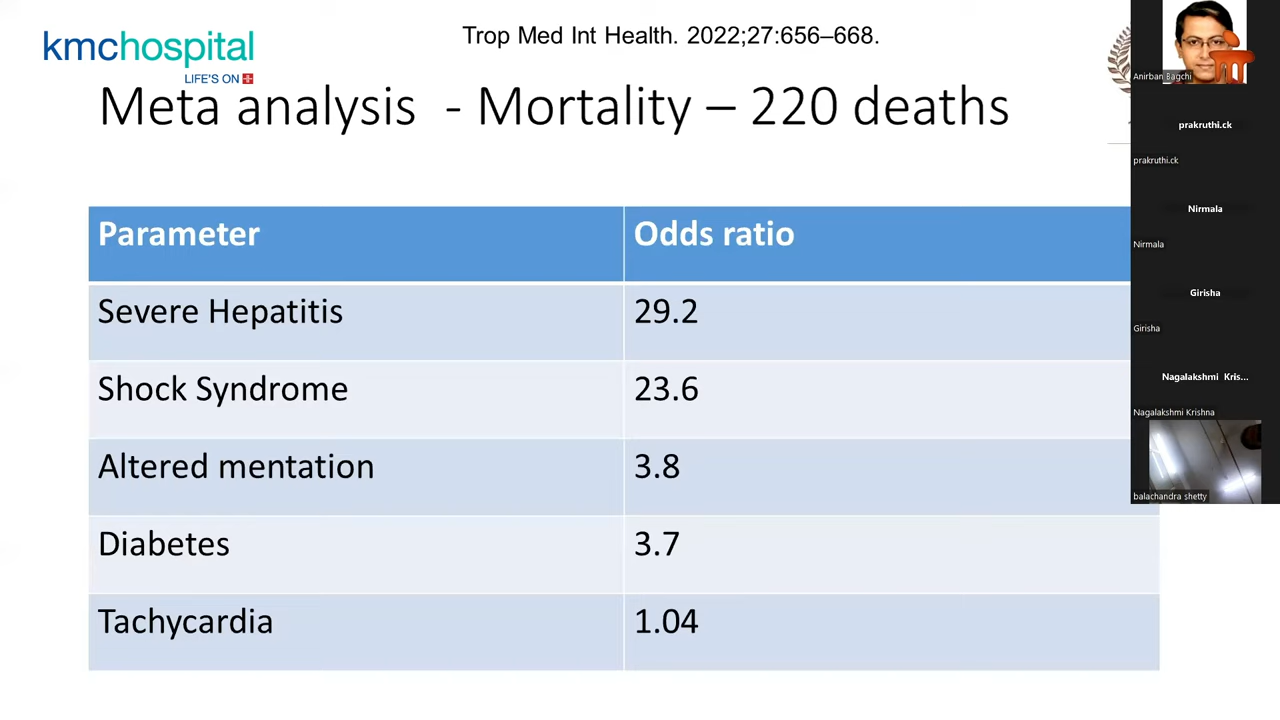 kmchospital
LIFE'S ON
Trop Med Int Health. 2022;27:656–668.
Meta analysis - Mortality – 220 deaths
Parameter Odds ratio
Severe Hepatitis 29.2
Shock Syndrome 23.6
Altered mentation 3.8
Diabetes 3.7
Tachycardia 1.04
Anirban Bagchi
prakruthi.ck
prakruthi.ck
Nirmala
Nirmala
Girisha
Girisha
Nagalakshmi Kris...
Nagalakshmi Krishna
balachandra shetty